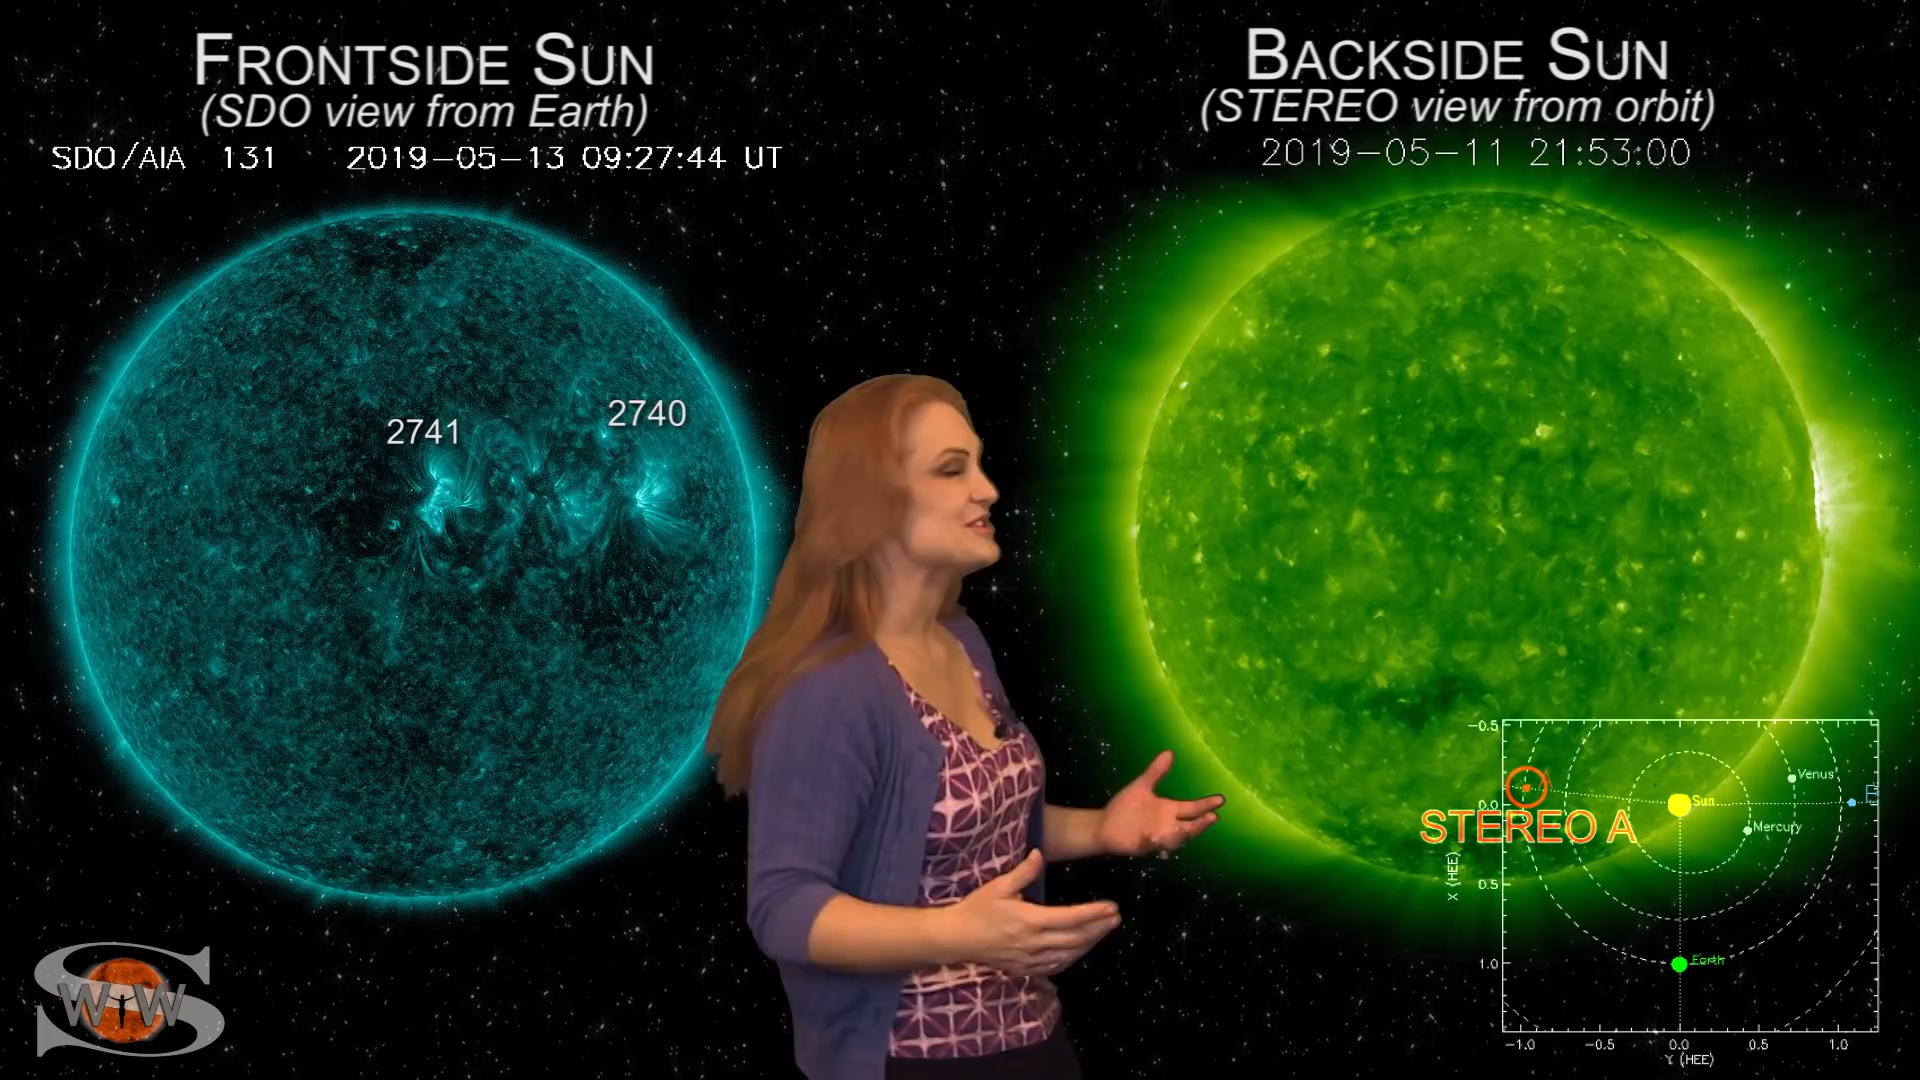 FRONTSIDE SUN
(SDO view from Earth)
SDO/AIA 131 2019-05-13 09:27:44 UT
BACKSIDE SUN
(STEREO view from orbit)
2019-05-11 21:53:00
2741
2740
-0.5
0.0
0.5
1.0
X (HEE)
Venus
Sun
Mercury
STEREO A
Earth
-1.0 -0.5 0.0 0.5 1.0
Y (HEE)
S
WTW